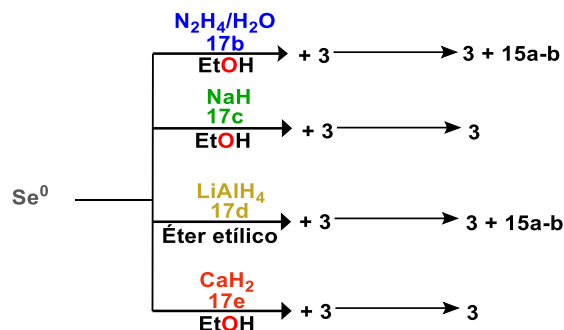 N₂H₄/H₂O
17b
EtOH + 3 3 + 15a-b
NaH
17c
EtOH + 3 3
Se⁰
LiAlH₄
17d
Éter etílico + 3 3 + 15a-b
CaH₂
17e
EtOH + 3 3